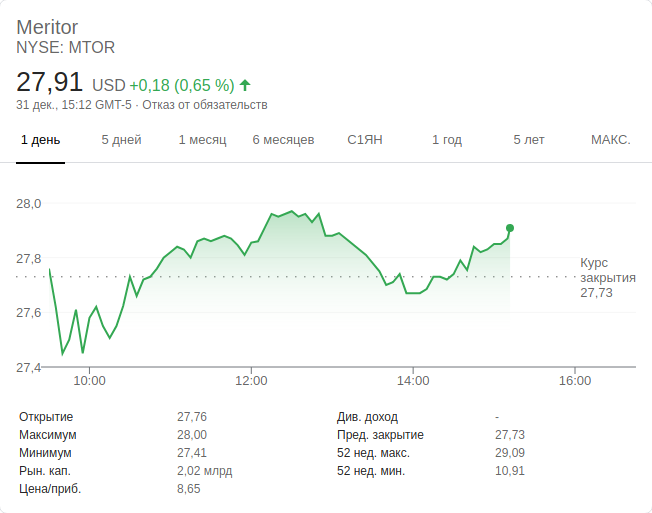 Meritor
NYSE: MTOR
27,91 USD +0,18 (0,65 %)
31 дек., 15:12 GMT-5 · Отказ от обязательств
1 день 5 дней 1 месяц 6 месяцев С1ЯН 1 год 5 лет МАКС.
28,0
27,8
27,6
27,4
Курс
закрытия
27,73
10:00 12:00 14:00 16:00
Открытие 27,76 Див. доход -
Максимум 28,00 Пред. закрытие 27,73
Минимум 27,41 52 нед. макс. 29,09
Рын. кап. 2,02 млрд 52 нед. мин. 10,91
Цена/приб. 8,65